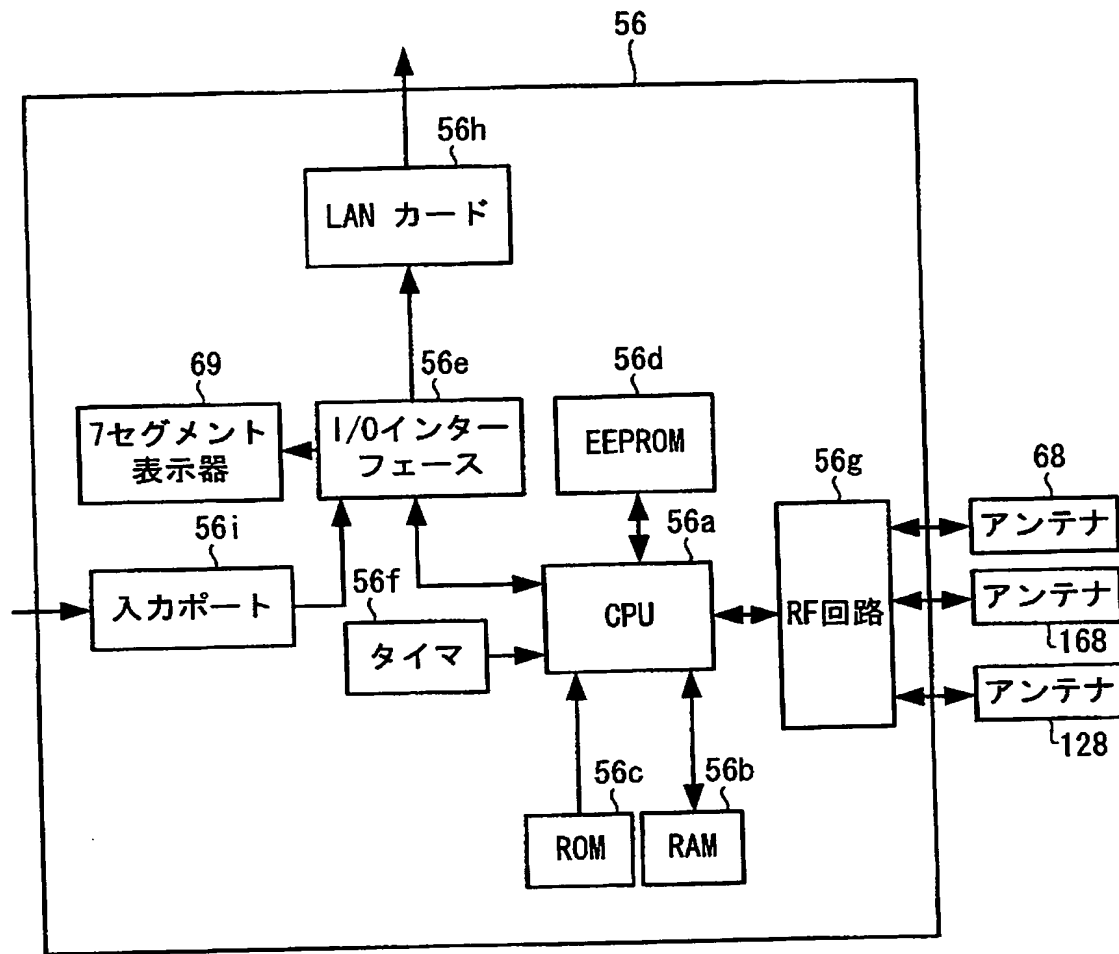 56
56h
LAN カード
69
7セグメント
表示器
56e
I/Oインター
フェース
56d
EEPROM
56i
入力ポート
56f
タイマ
56a
CPU
56g
RF回路
68
アンテナ
アンテナ
168
アンテナ
128
56c
ROM
56b
RAM